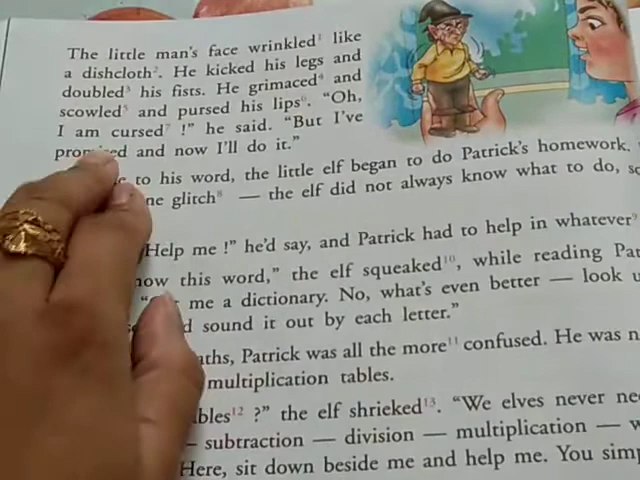 The little man's face wrinkled¹ like
a dishcloth². He kicked his legs and
doubled³ his fists. He grimaced⁴ and
scowled⁵ and pursed his lips⁶. "Oh,
I am cursed⁷ !" he said. "But I've
and now I'll do it."
to his word, the little elf began to do Patrick's homework.
glitch⁸ — the elf did not always know what to do,
Help me !" he'd say, and Patrick had to help in whatever⁹
this word," the elf squeaked¹⁰, while reading
me a dictionary. No, what's even better — look
sound it out by each letter."
Patrick was all the more¹¹ confused. He was
multiplication tables.
¹² ?" the elf shrieked¹³. "We elves never
— subtraction — division — multiplication —
Here, sit down beside me and help me. You